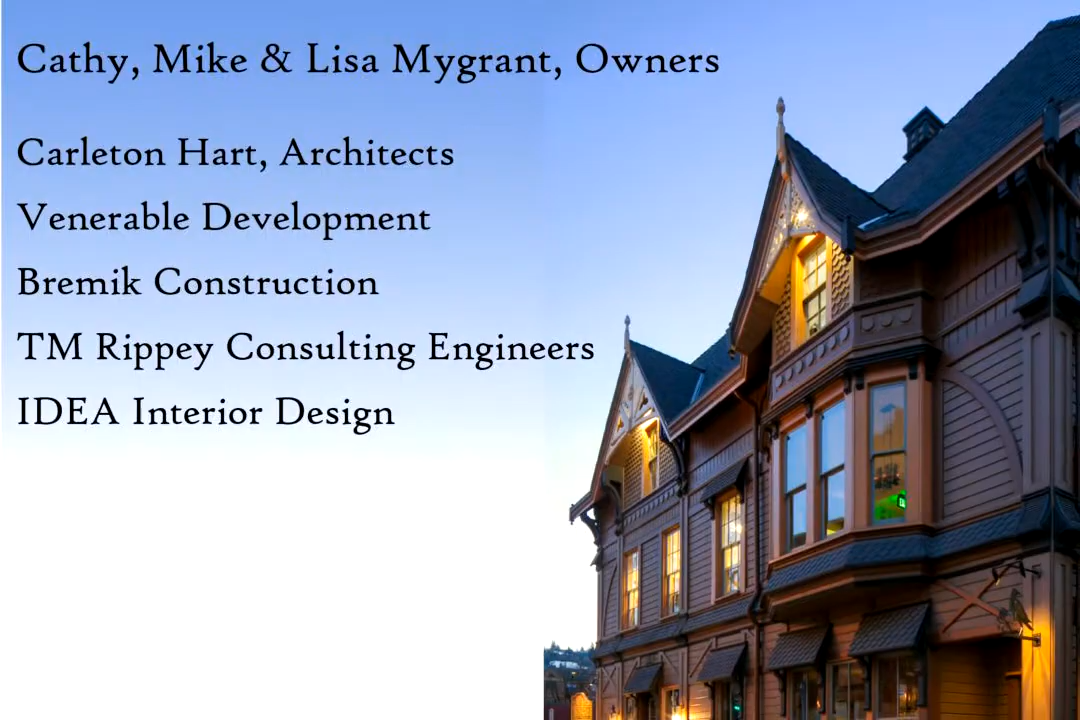 Cathy, Mike & Lisa Mygrant, Owners
Carleton Hart, Architects
Venerable Development
Bremik Construction
TM Rippey Consulting Engineers
IDEA Interior Design